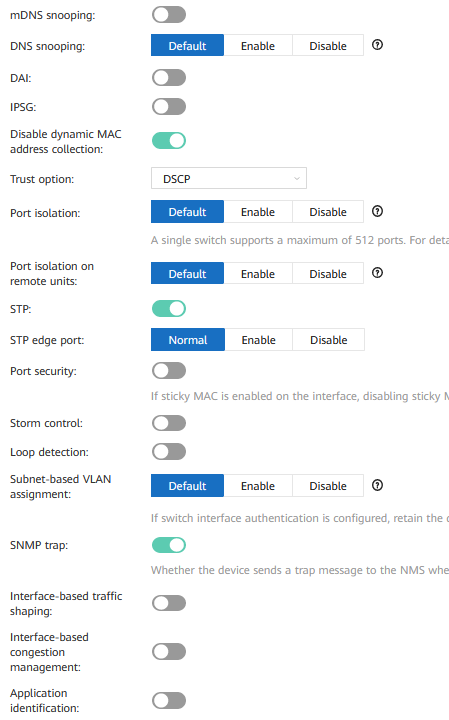 mDNS snooping:
DNS snooping: Default Enable Disable ?
DAI:
IPSG:
Disable dynamic MAC
address collection:
Trust option: DSCP
Port isolation: Default Enable Disable ?
A single switch supports a maximum of 512 ports. For deta
Port isolation on
remote units: Default Enable Disable ?
STP:
STP edge port: Normal Enable Disable
Port security:
If sticky MAC is enabled on the interface, disabling sticky M
Storm control:
Loop detection:
Subnet-based VLAN
assignment: Default Enable Disable ?
If switch interface authentication is configured, retain the
SNMP trap:
Whether the device sends a trap message to the NMS whe
Interface-based traffic
shaping:
Interface-based
congestion
management:
Application
identification: